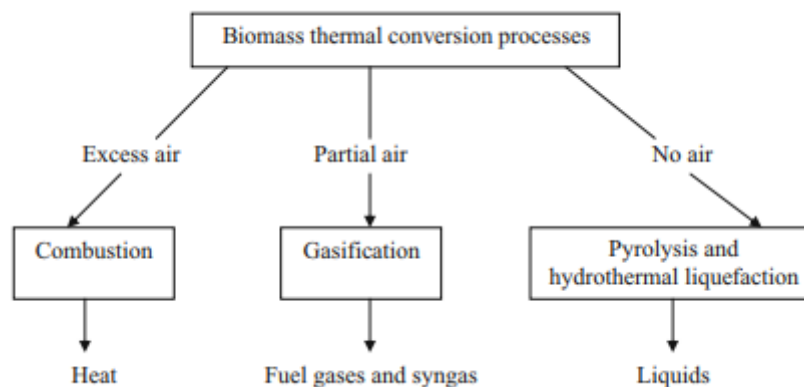 Biomass thermal conversion processes
Excess air
Partial air
No air
Combustion
Gasification
Pyrolysis and
hydrothermal liquefaction
Heat
Fuel gases and syngas
Liquids